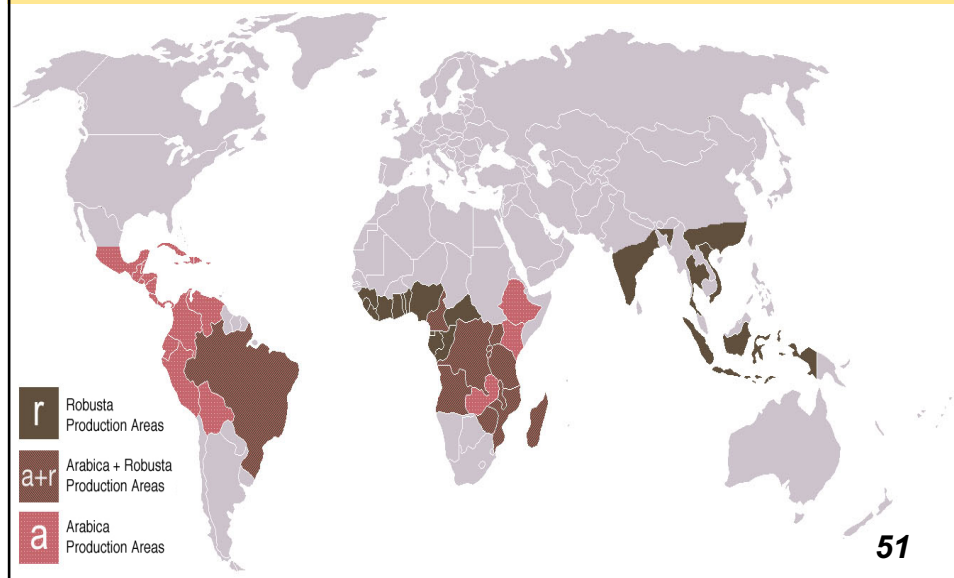 r
Robusta
Production Areas
a+r
Arabica + Robusta
Production Areas
a
Arabica
Production Areas
51